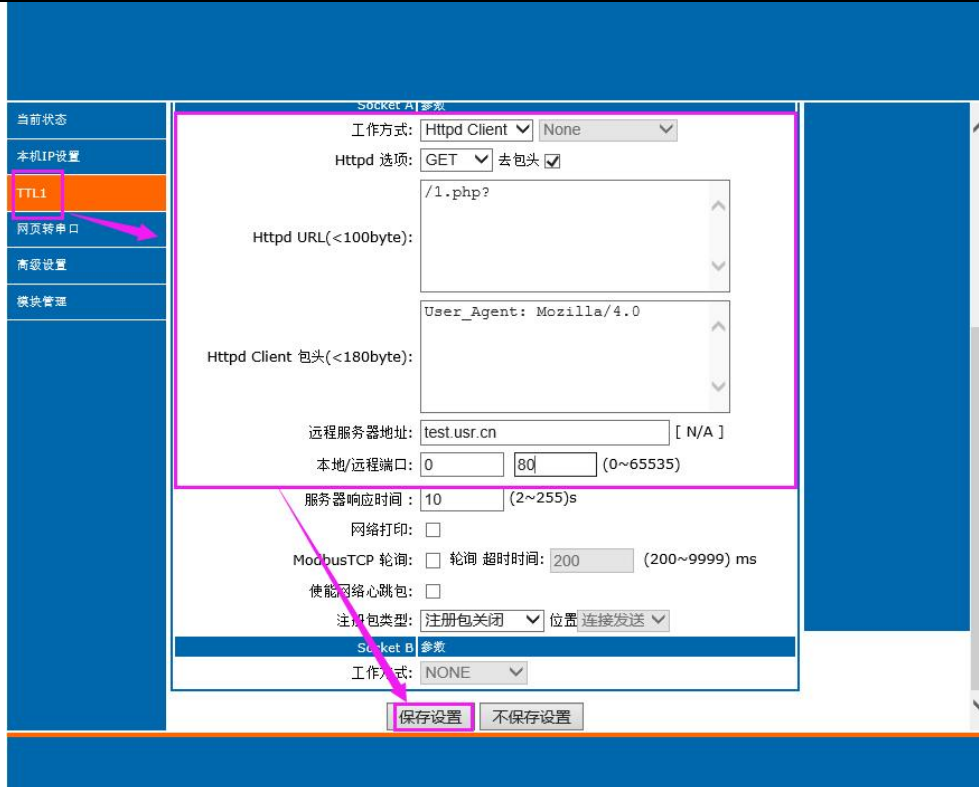 Socket A 参数
当前状态
工作方式: Httpd Client None
本机IP设置
Httpd 选项: GET 去包头
TTL1
/1.php?
网页转串口
Httpd URL(<100byte):
高级设置
模块管理
User_Agent: Mozilla/4.0
Httpd Client 包头(<180byte):
远程服务器地址: test.usr.cn [ N/A ]
本地/远程端口: 0 80 (0~65535)
服务器响应时间 : 10 (2~255)s
网络打印:
ModbusTCP 轮询: 轮询 超时时间: 200 (200~9999) ms
使能网络心跳包:
注册包类型: 注册包关闭 位置 连接发送
Socket B 参数
工作方式: NONE
保存设置 不保存设置